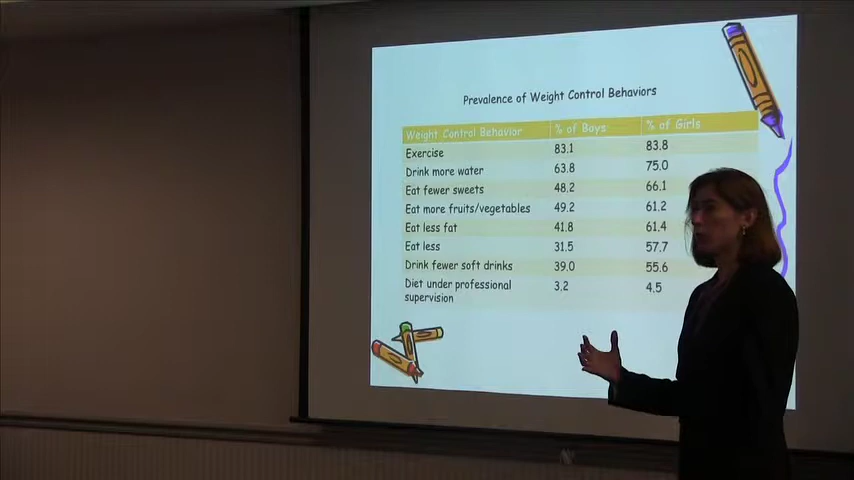 Prevalence of Weight Control Behaviors
Weight Control Behavior % of Boys % of Girls
Exercise 83.1 83.8
Drink more water 63.8 75.0
Eat fewer sweets 48.2 66.1
Eat more fruits/vegetables 49.2 61.2
Eat less fat 41.8 61.4
Eat less 31.5 57.7
Drink fewer soft drinks 39.0 55.6
Diet under professional 3.2 4.5
supervision